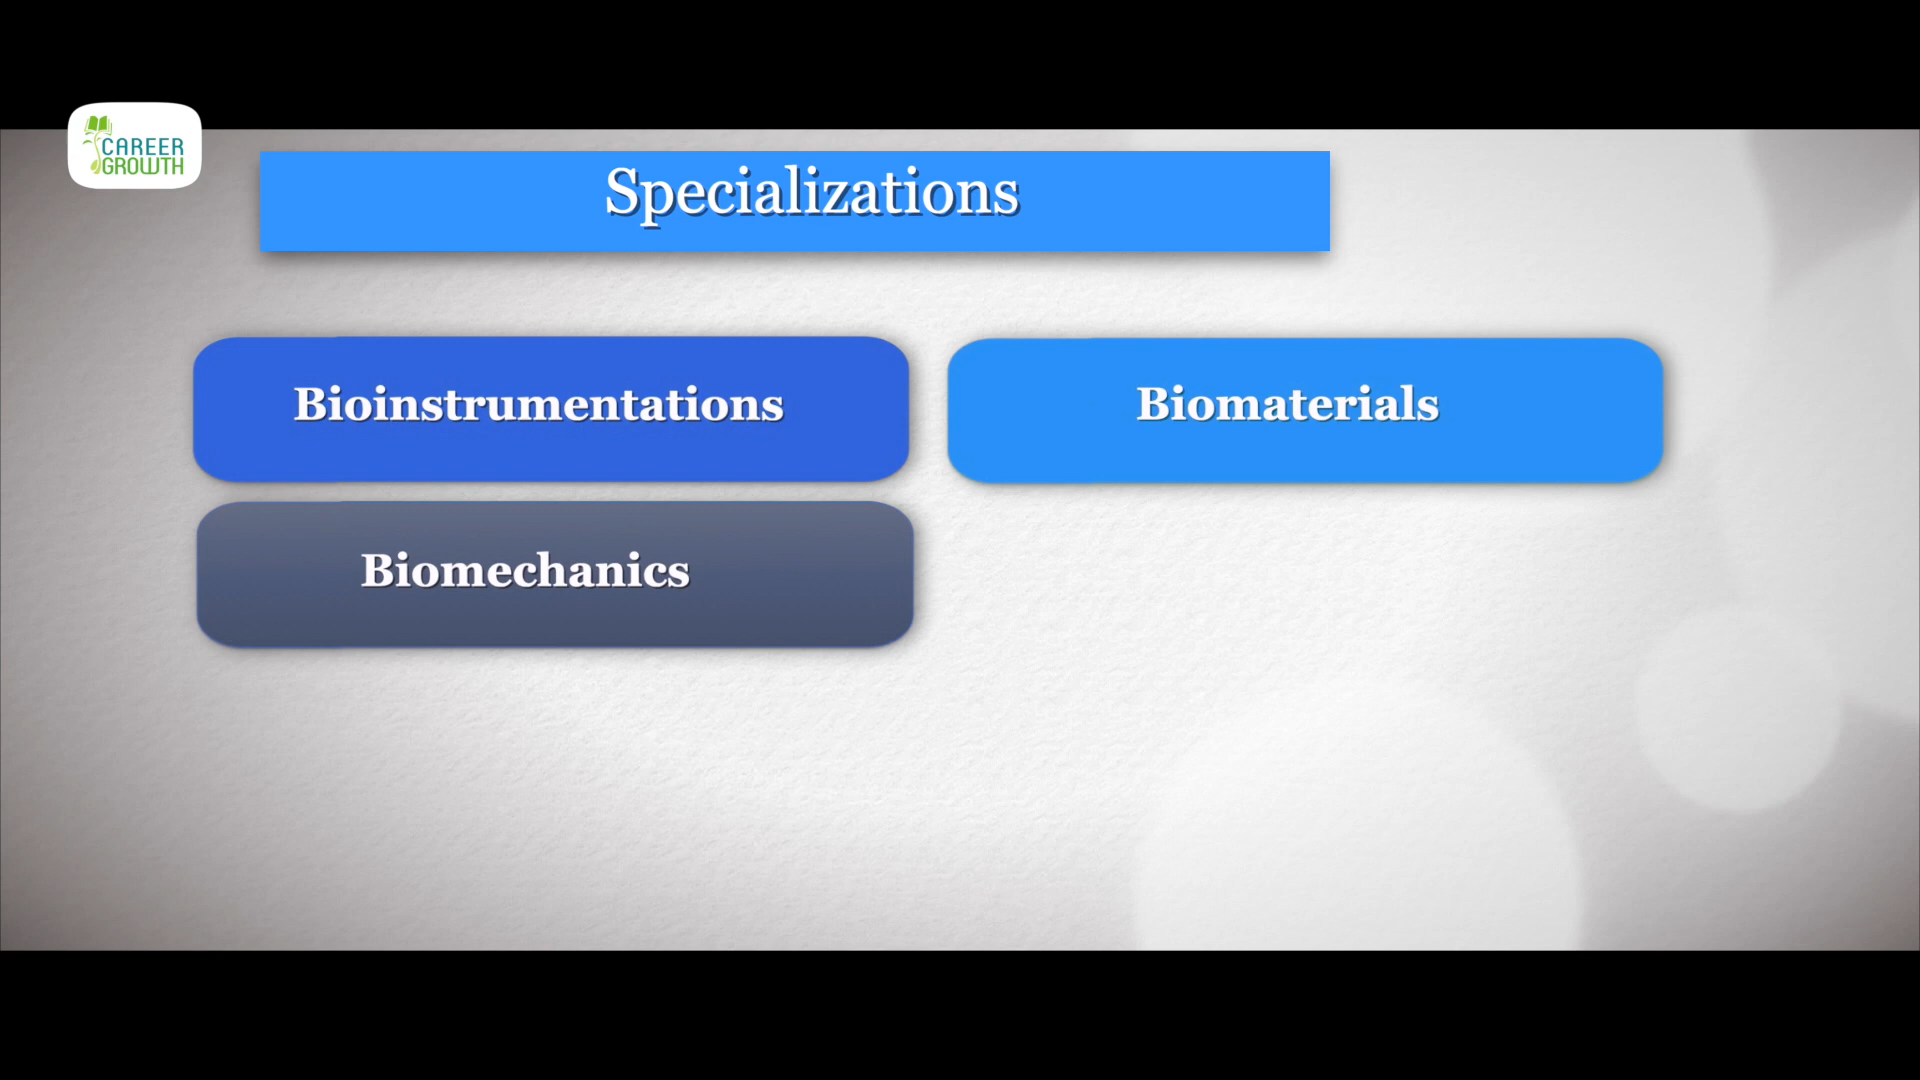 CAREER
GROWTH
Specializations
Bioinstrumentations
Biomaterials
Biomechanics